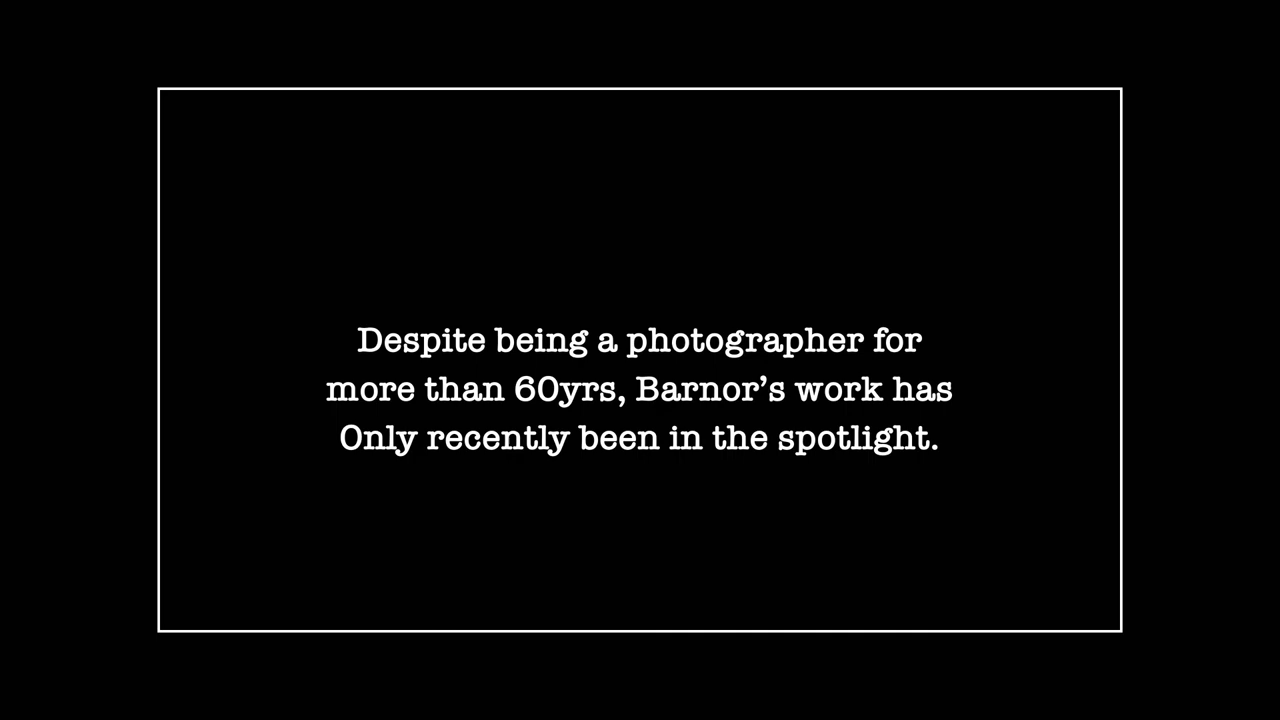 Despite being a photographer for
more than 60yrs, Barnor’s work has
Only recently been in the spotlight.